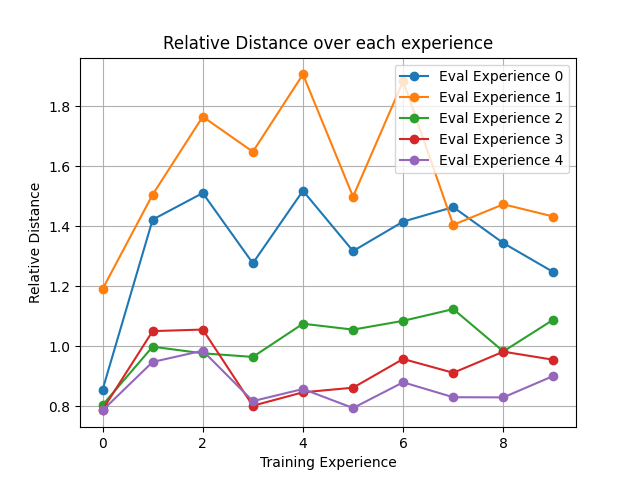 Relative Distance over each experience
Eval Experience 0
Eval Experience 1
Eval Experience 2
Eval Experience 3
Eval Experience 4
Relative Distance
1.8
1.6
1.4
1.2
1.0
0.8
0 2 4 6 8
Training Experience